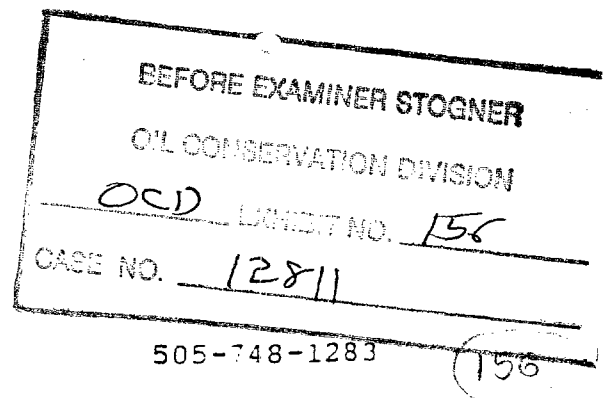 BEFORE EXAMINER STOGNER
OIL CONSERVATION DIVISION
OCD EXHIBIT NO. 156
CASE NO. 12811
505-748-1283
156